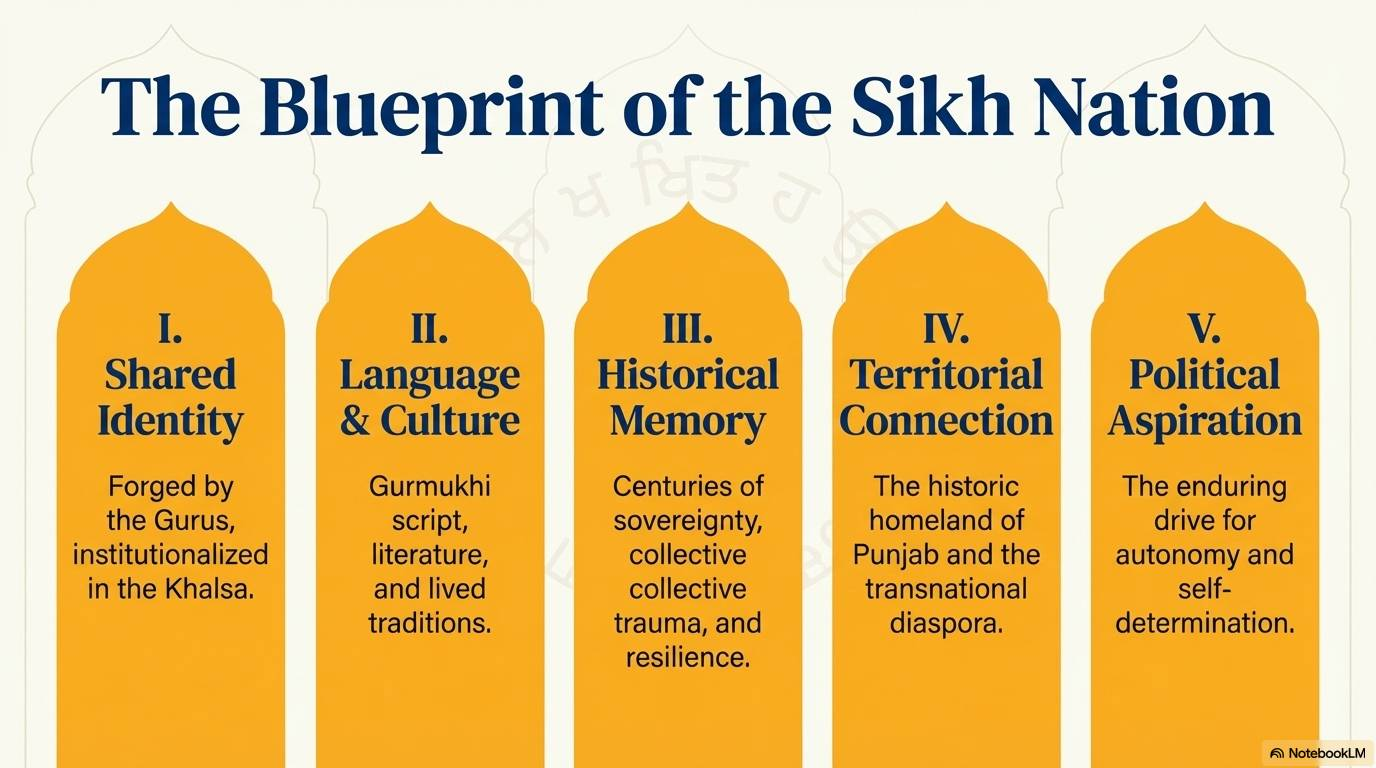 The Blueprint of the Sikh Nation
I.
Shared
Identity
Forged by
the Gurus,
institutionalized
in the Khalsa.
II.
Language
& Culture
Gurmukhi
script,
literature,
and lived
traditions.
III.
Historical
Memory
Centuries of
sovereignty,
collective
collective
trauma, and
resilience.
IV.
Territorial
Connection
The historic
homeland of
Punjab and the
transnational
diaspora.
V.
Political
Aspiration
The enduring
drive for
autonomy and
self-
determination.
NotebookLM